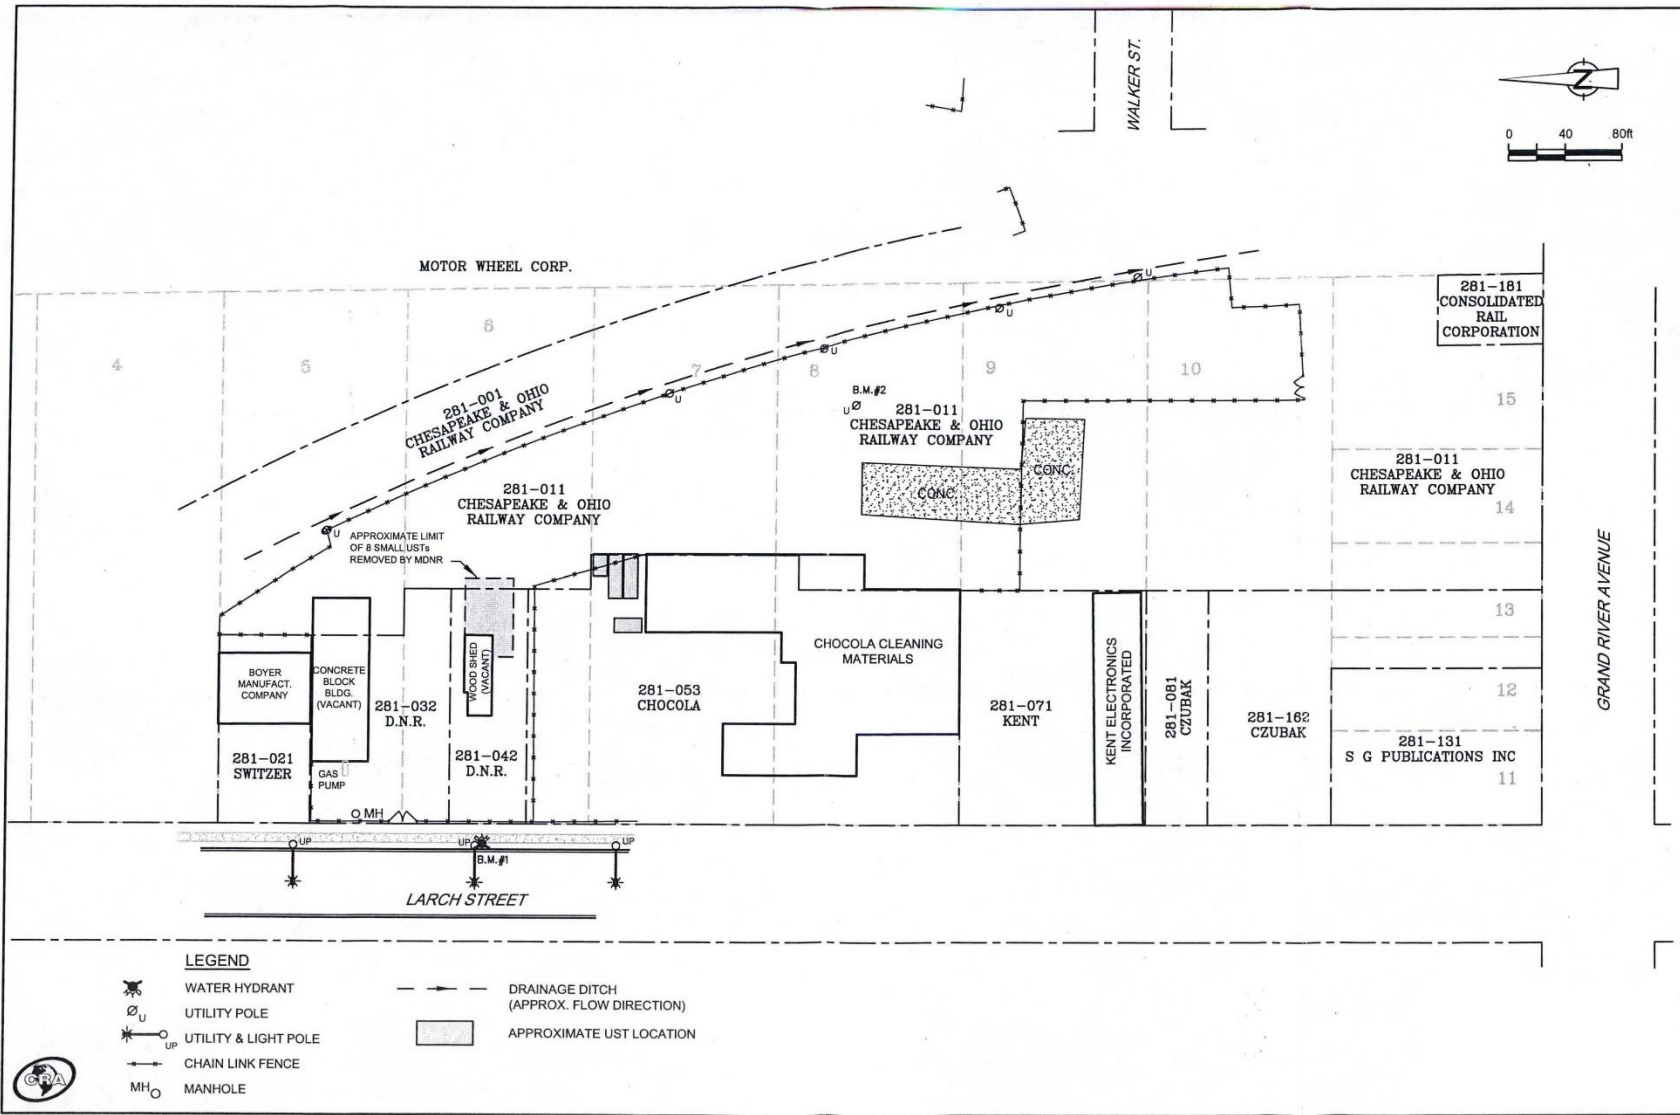 WALKER ST.
Z
0 40 80ft
MOTOR WHEEL CORP.
281-181
CONSOLIDATED
RAIL
CORPORATION
4
5
6
7
8
9
10
15
281-001
CHESAPEAKE & OHIO
RAILWAY COMPANY
U
U
U
U
U
B.M.#2
U
281-011
CHESAPEAKE & OHIO
RAILWAY COMPANY
281-011
CHESAPEAKE & OHIO
RAILWAY COMPANY
281-011
CHESAPEAKE & OHIO
RAILWAY COMPANY
CONC.
CONC.
14
APPROXIMATE LIMIT
OF 8 SMALL USTs
REMOVED BY MDNR
13
GRAND RIVER AVENUE
BOYER
MANUFACT.
COMPANY
CONCRETE
BLOCK
BLDG.
(VACANT)
WOOD SHED
(VACANT)
CHOCOLA CLEANING
MATERIALS
KENT ELECTRONICS
INCORPORATED
281-032
D.N.R.
281-053
CHOCOLA
281-071
KENT
281-081
CZUBAK
281-162
CZUBAK
12
281-021
SWITZER
281-042
D.N.R.
281-131
S G PUBLICATIONS INC
11
GAS
PUMP
MH
UP
UP
UP
B.M.#1
LARCH STREET
LEGEND
WATER HYDRANT
U UTILITY POLE
UP UTILITY & LIGHT POLE
CHAIN LINK FENCE
MH MANHOLE
DRAINAGE DITCH
(APPROX. FLOW DIRECTION)
APPROXIMATE UST LOCATION
CRA